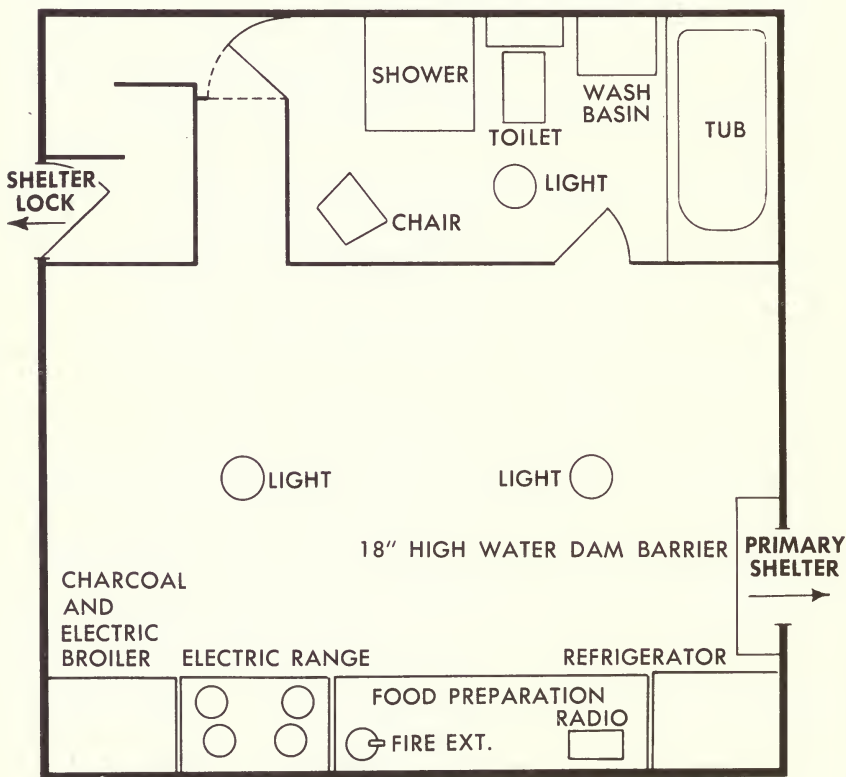 SHOWER
TOILET
WASH
BASIN
TUB
SHELTER
LOCK
LIGHT
CHAIR
LIGHT
LIGHT
18" HIGH WATER DAM BARRIER
PRIMARY
SHELTER
CHARCOAL
AND
ELECTRIC
BROILER
ELECTRIC RANGE
REFRIGERATOR
FOOD PREPARATION
RADIO
FIRE EXT.